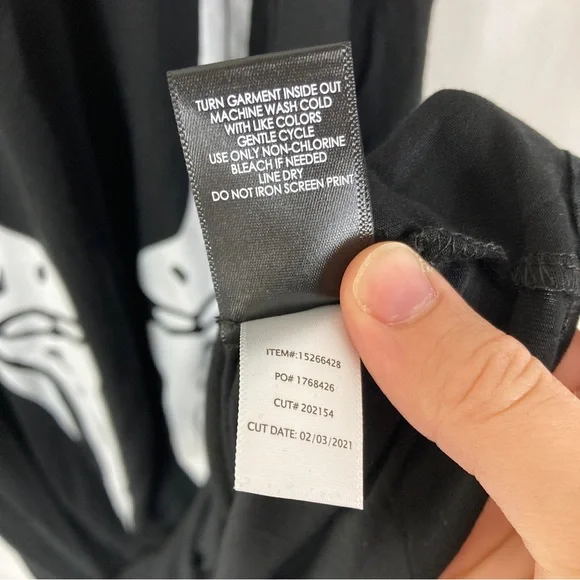 TURN GARMENT INSIDE OUT
MACHINE WASH COLD
WITH LIKE COLORS
GENTLE CYCLE
USE ONLY NON-CHLORINE
BLEACH IF NEEDED
LINE DRY
DO NOT IRON SCREEN PRINT
ITEM#:15266428
PO# 1768426
CUT# 202154
CUT DATE: 02/03/2021